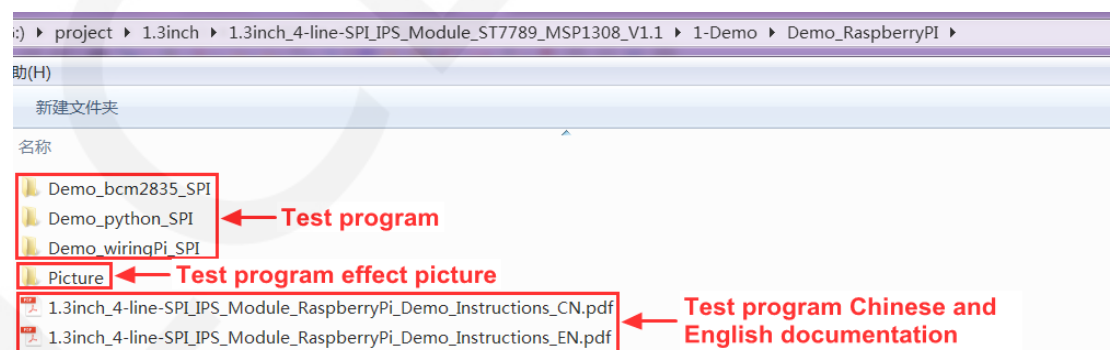 :) ▸ project ▸ 1.3inch ▸ 1.3inch_4-line-SPI_IPS_Module_ST7789_MSP1308_V1.1 ▸ 1-Demo ▸ Demo_RaspberryPI ▸
助(H)
新建文件夹
名称
Demo_bcm2835_SPI
Demo_python_SPI
Test program
Demo_wiringPi_SPI
Picture
Test program effect picture
1.3inch_4-line-SPI_IPS_Module_RaspberryPi_Demo_Instructions_CN.pdf
1.3inch_4-line-SPI_IPS_Module_RaspberryPi_Demo_Instructions_EN.pdf
Test program Chinese and
English documentation